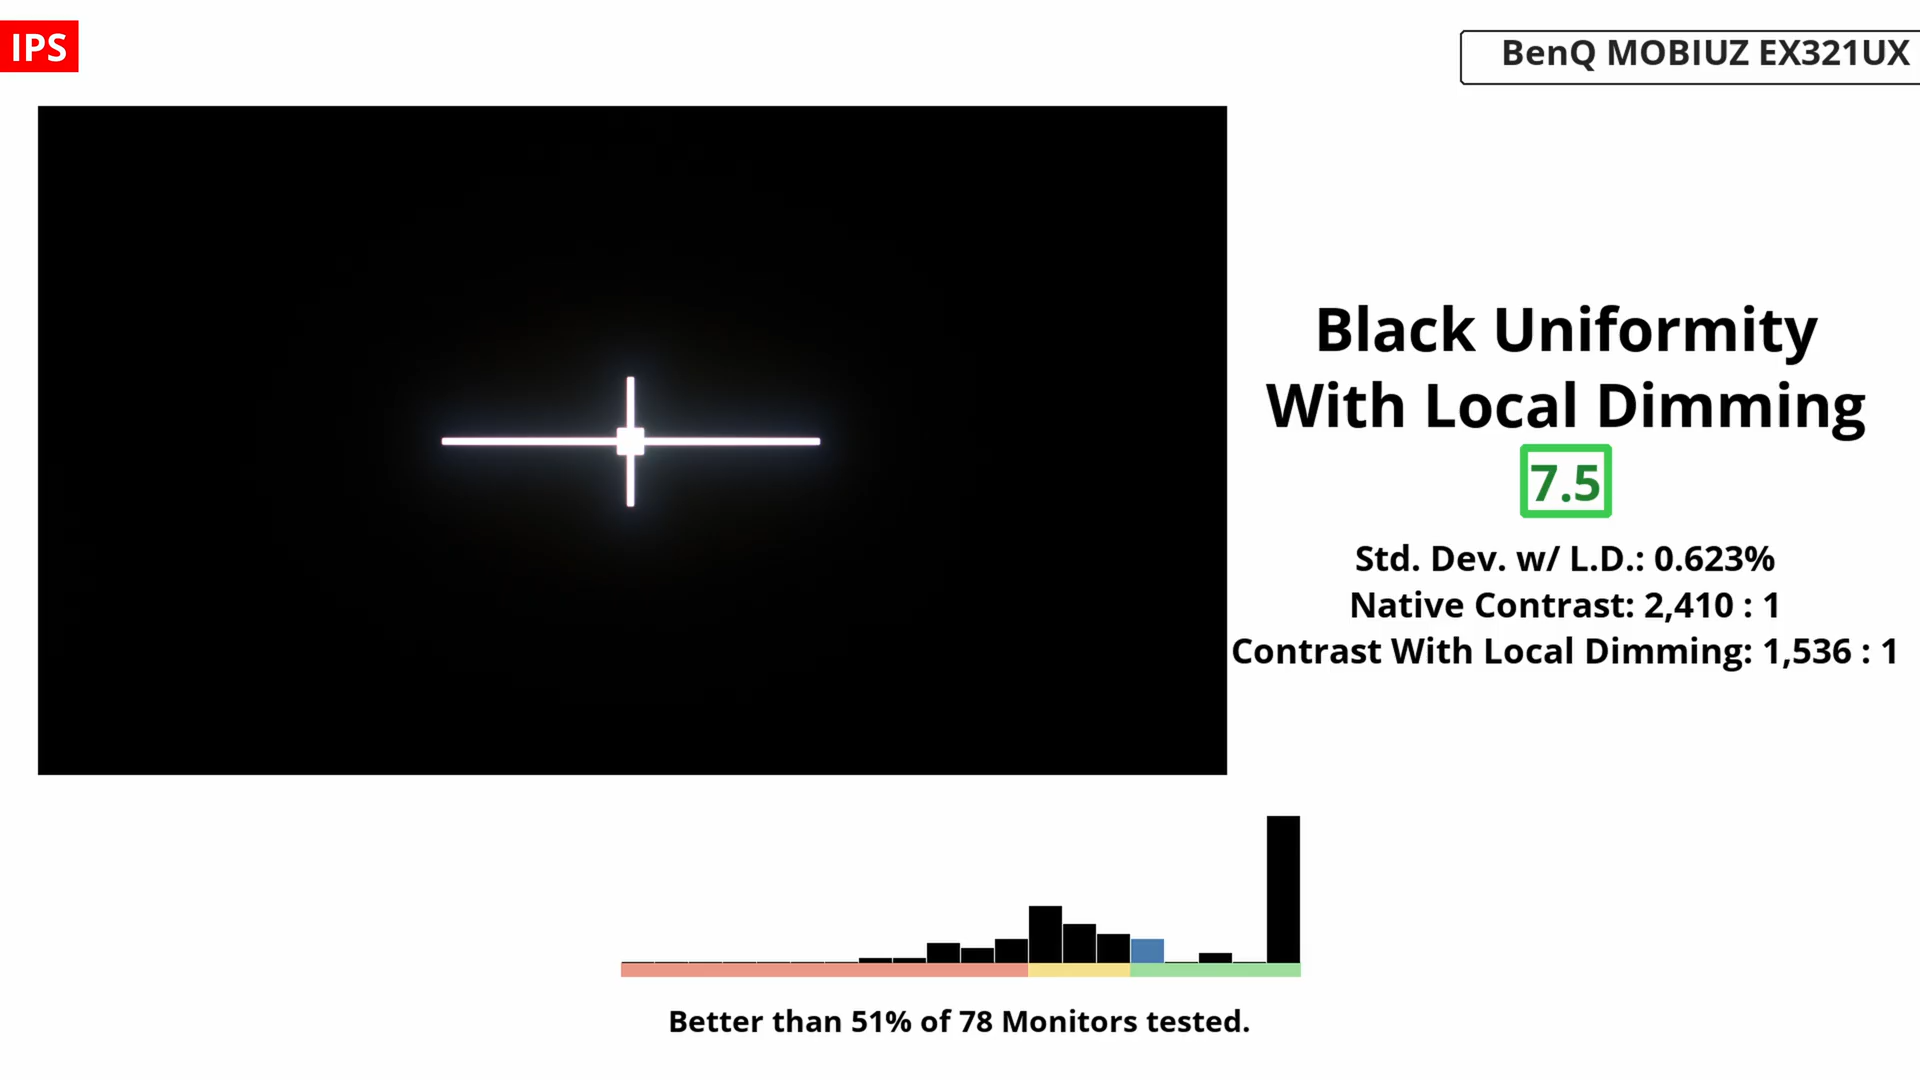 IPS
BenQ MOBIUZ EX321UX
Black Uniformity
With Local Dimming
7.5
Std. Dev. w/ L.D.: 0.623%
Native Contrast: 2,410 : 1
Contrast With Local Dimming: 1,536 : 1
Better than 51% of 78 Monitors tested.